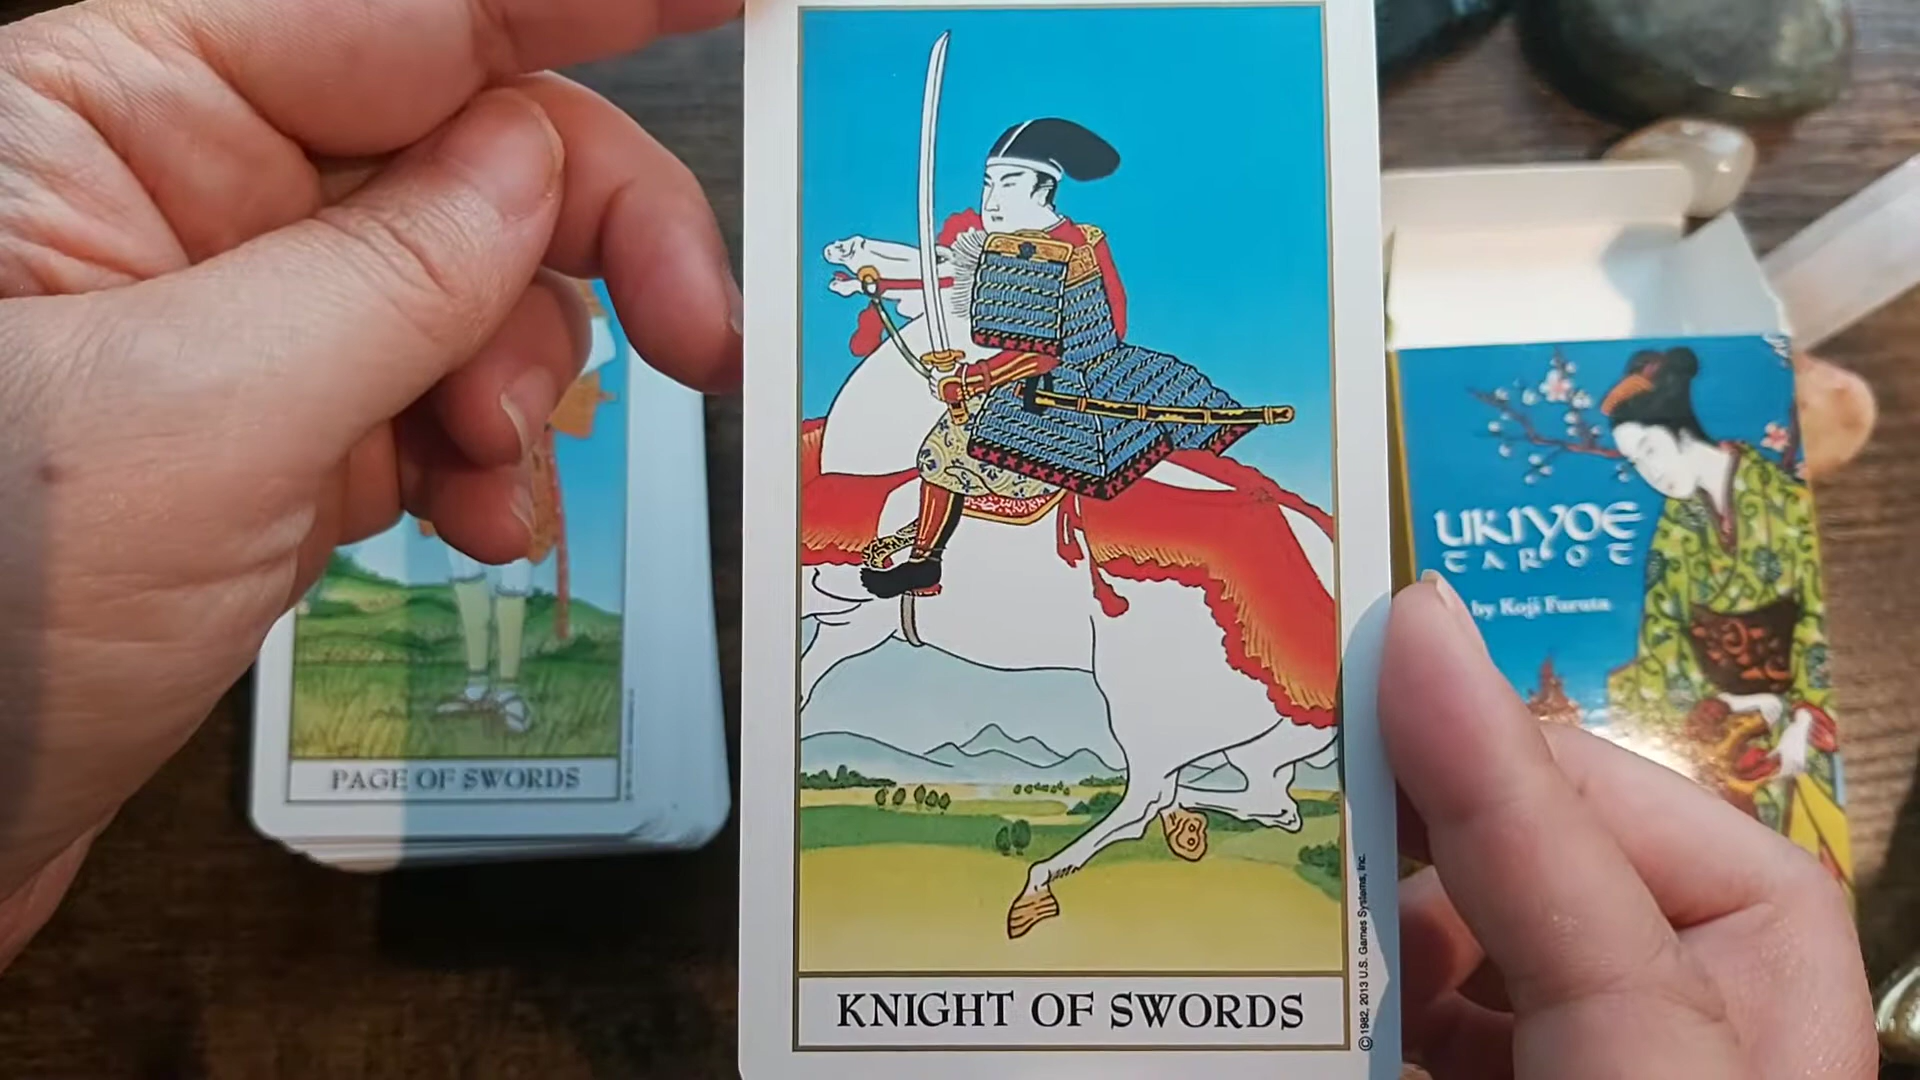 PAGE OF SWORDS
KNIGHT OF SWORDS
©1982, 2013 U.S. Games Systems, Inc.
UKIYOE
TAROT
by Koji Furuta